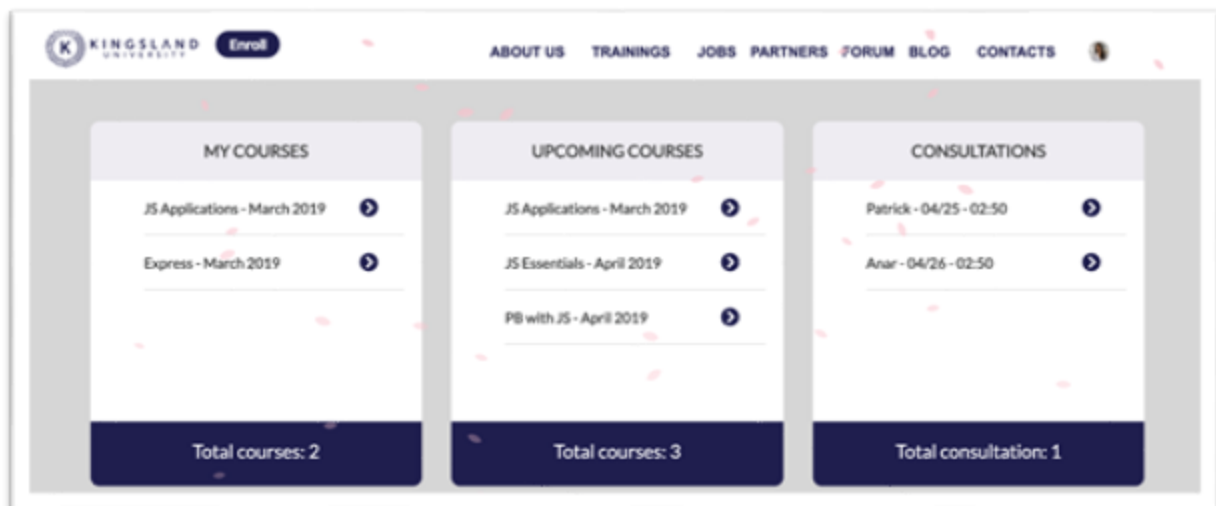 K KINGSLAND UNIVERSITY Enroll ABOUT US TRAININGS JOBS PARTNERS FORUM BLOG CONTACTS
MY COURSES
JS Applications - March 2019
Express - March 2019
Total courses: 2
UPCOMING COURSES
JS Applications - March 2019
JS Essentials - April 2019
PB with JS - April 2019
Total courses: 3
CONSULTATIONS
Patrick - 04/25 - 02:50
Anar - 04/26 - 02:50
Total consultation: 1